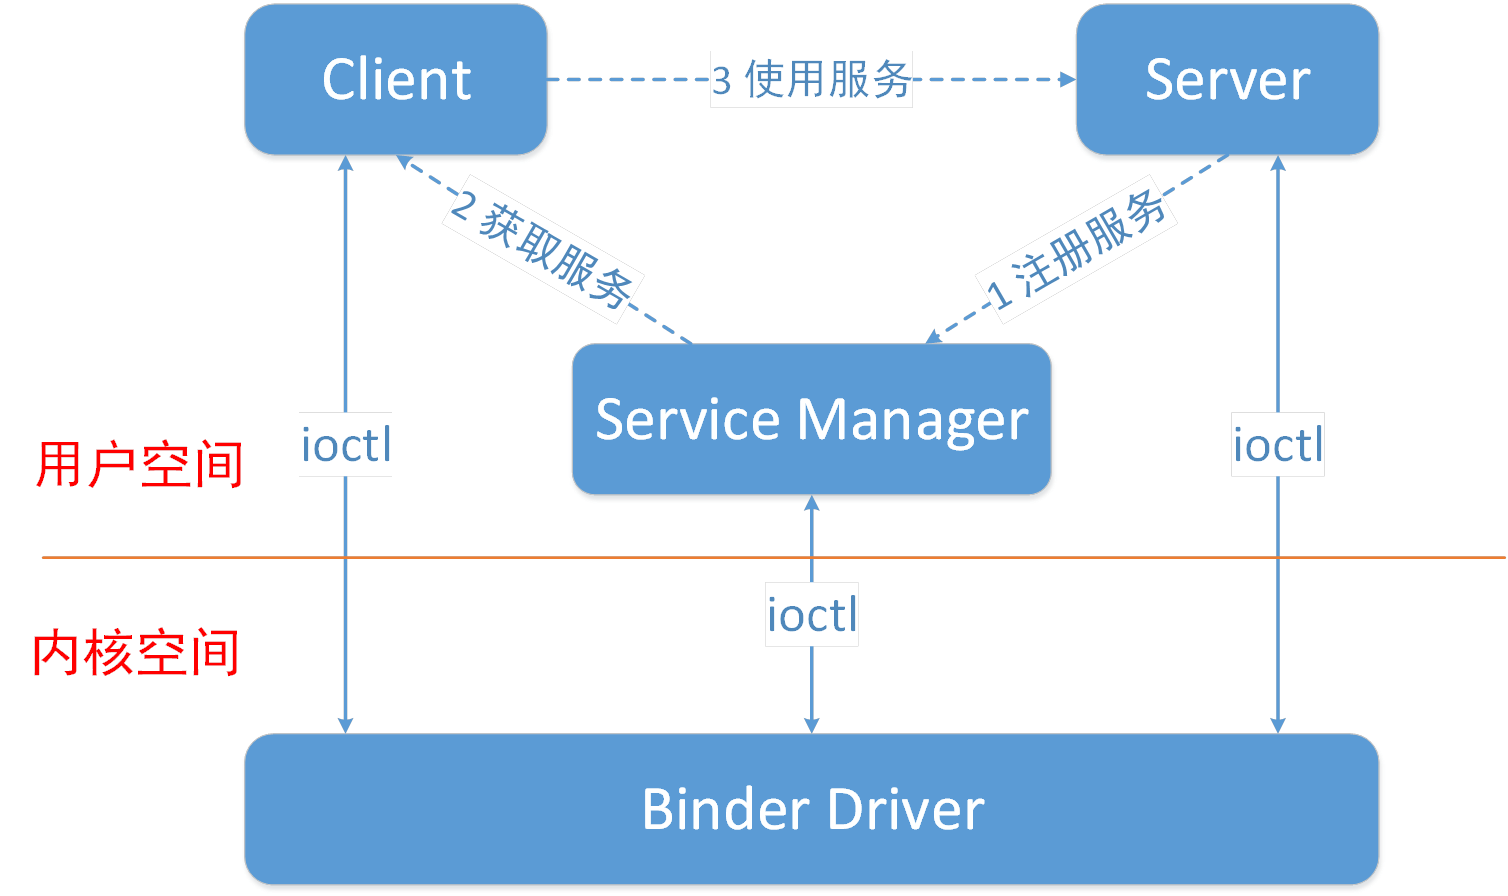 Client
3 使用服务
Server
2 获取服务
1 注册服务
Service Manager
用户空间
ioctl
ioctl
ioctl
内核空间
Binder Driver